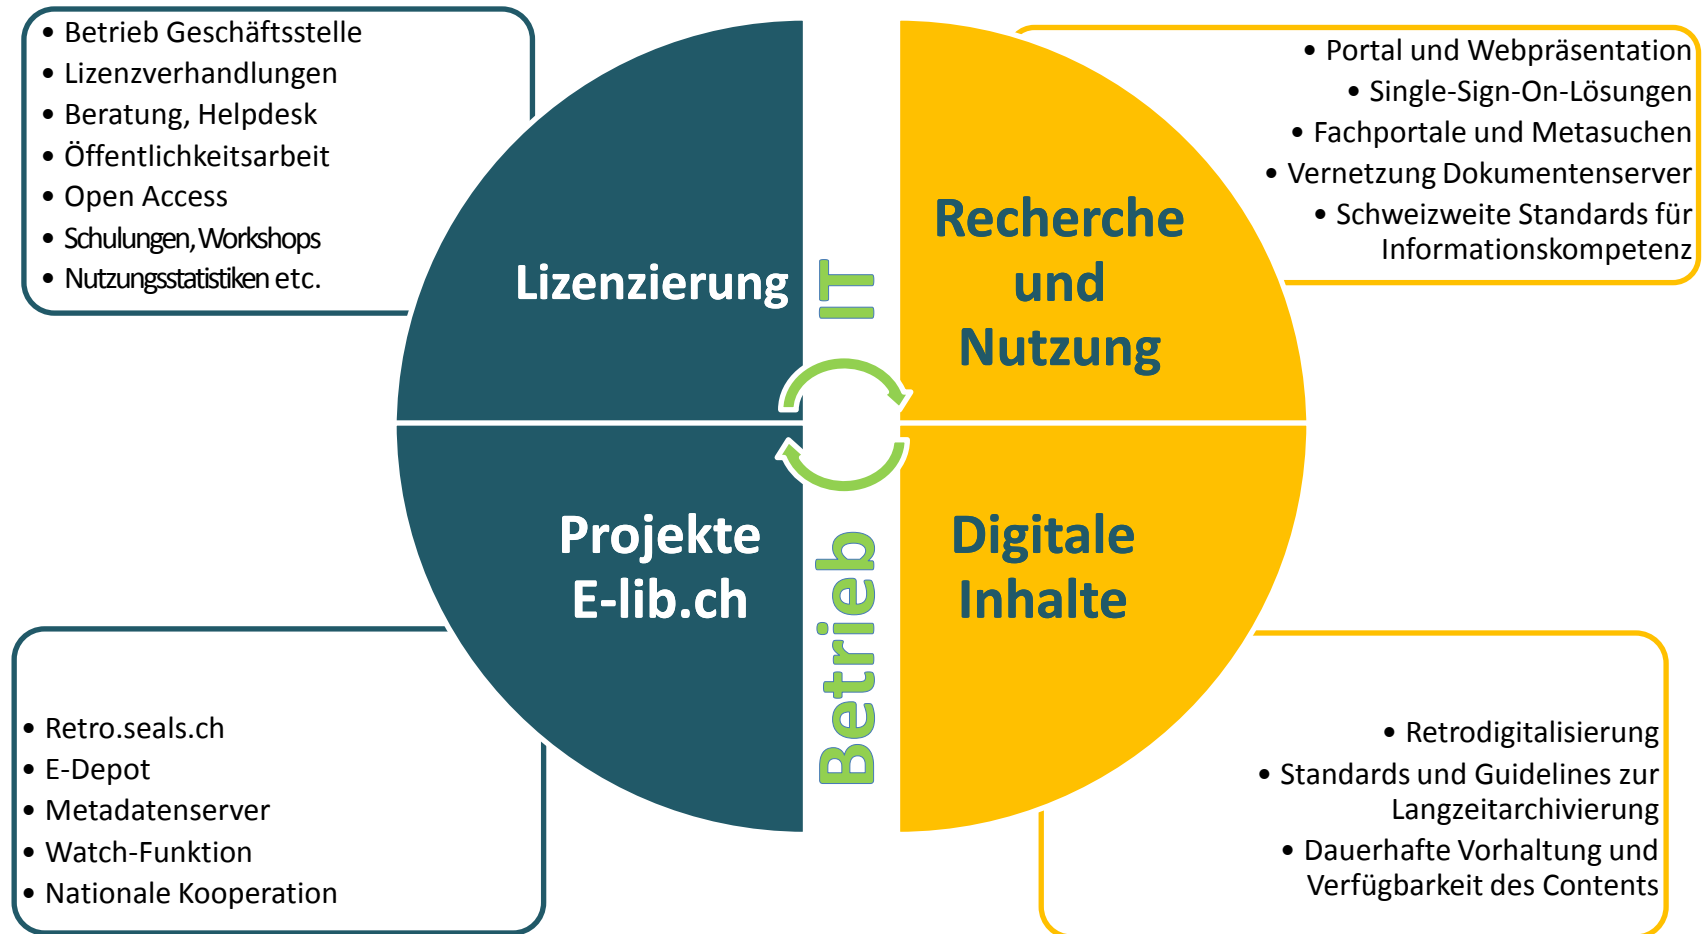 • Betrieb Geschäftsstelle
• Lizenzverhandlungen
• Beratung, Helpdesk
• Öffentlichkeitsarbeit
• Open Access
• Schulungen, Workshops
• Nutzungsstatistiken etc.
Lizenzierung
IT
Recherche
und
Nutzung
• Portal und Webpräsentation
• Single-Sign-On-Lösungen
• Fachportale und Metasuchen
• Vernetzung Dokumentenserver
• Schweizweite Standards für
Informationskompetenz
Projekte
E-lib.ch
Betrieb
Digitale
Inhalte
• Retro.seals.ch
• E-Depot
• Metadatenserver
• Watch-Funktion
• Nationale Kooperation
• Retrodigitalisierung
• Standards und Guidelines zur
Langzeitarchivierung
• Dauerhafte Vorhaltung und
Verfügbarkeit des Contents